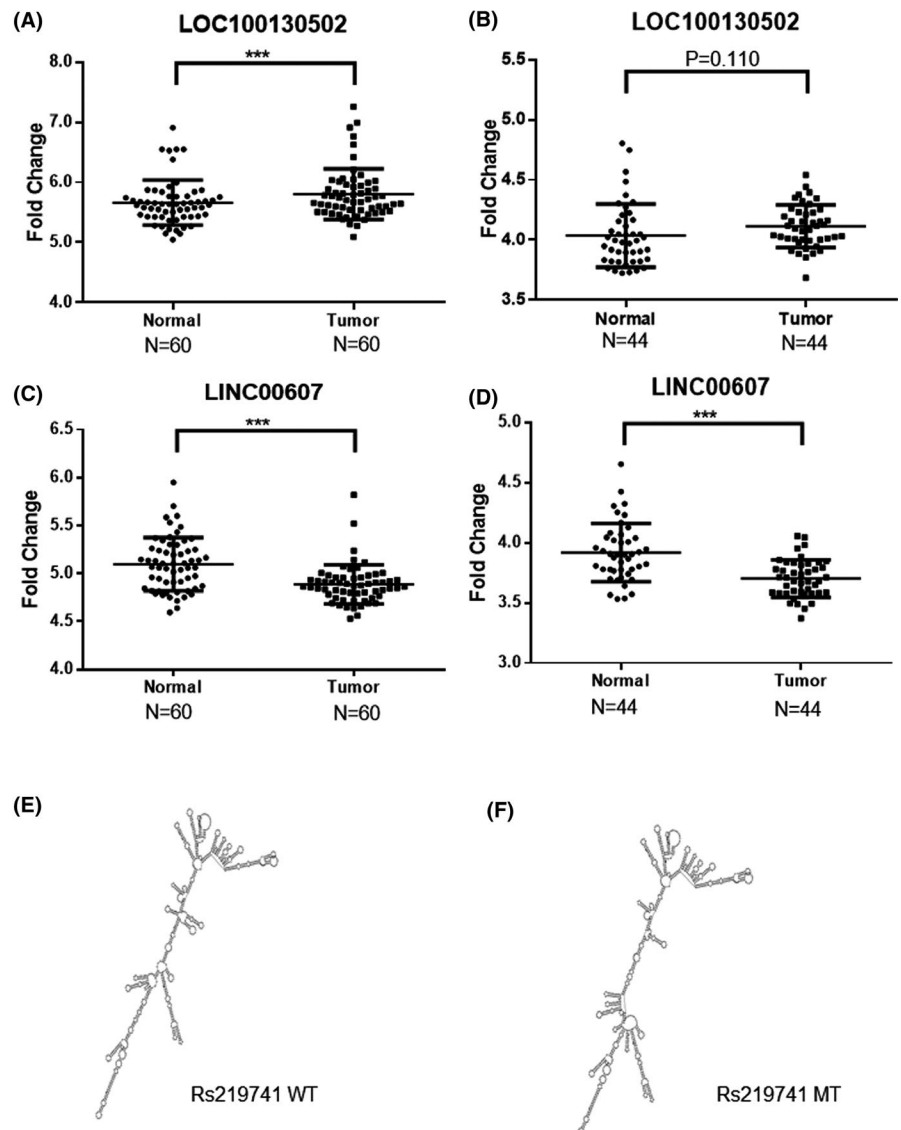 (A)
LOC100130502
***
8.0
7.0
6.0
5.0
4.0
Fold Change
Normal
Tumor
N=60
N=60
(B)
LOC100130502
P=0.110
5.5
5.0
4.5
4.0
3.5
Fold Change
Normal
Tumor
N=44
N=44
(C)
LINC00607
***
6.5
6.0
5.5
5.0
4.5
4.0
Fold Change
Normal
Tumor
N=60
N=60
(D)
LINC00607
***
5.0
4.5
4.0
3.5
3.0
Fold Change
Normal
Tumor
N=44
N=44
(E)
Rs219741 WT
(F)
Rs219741 MT